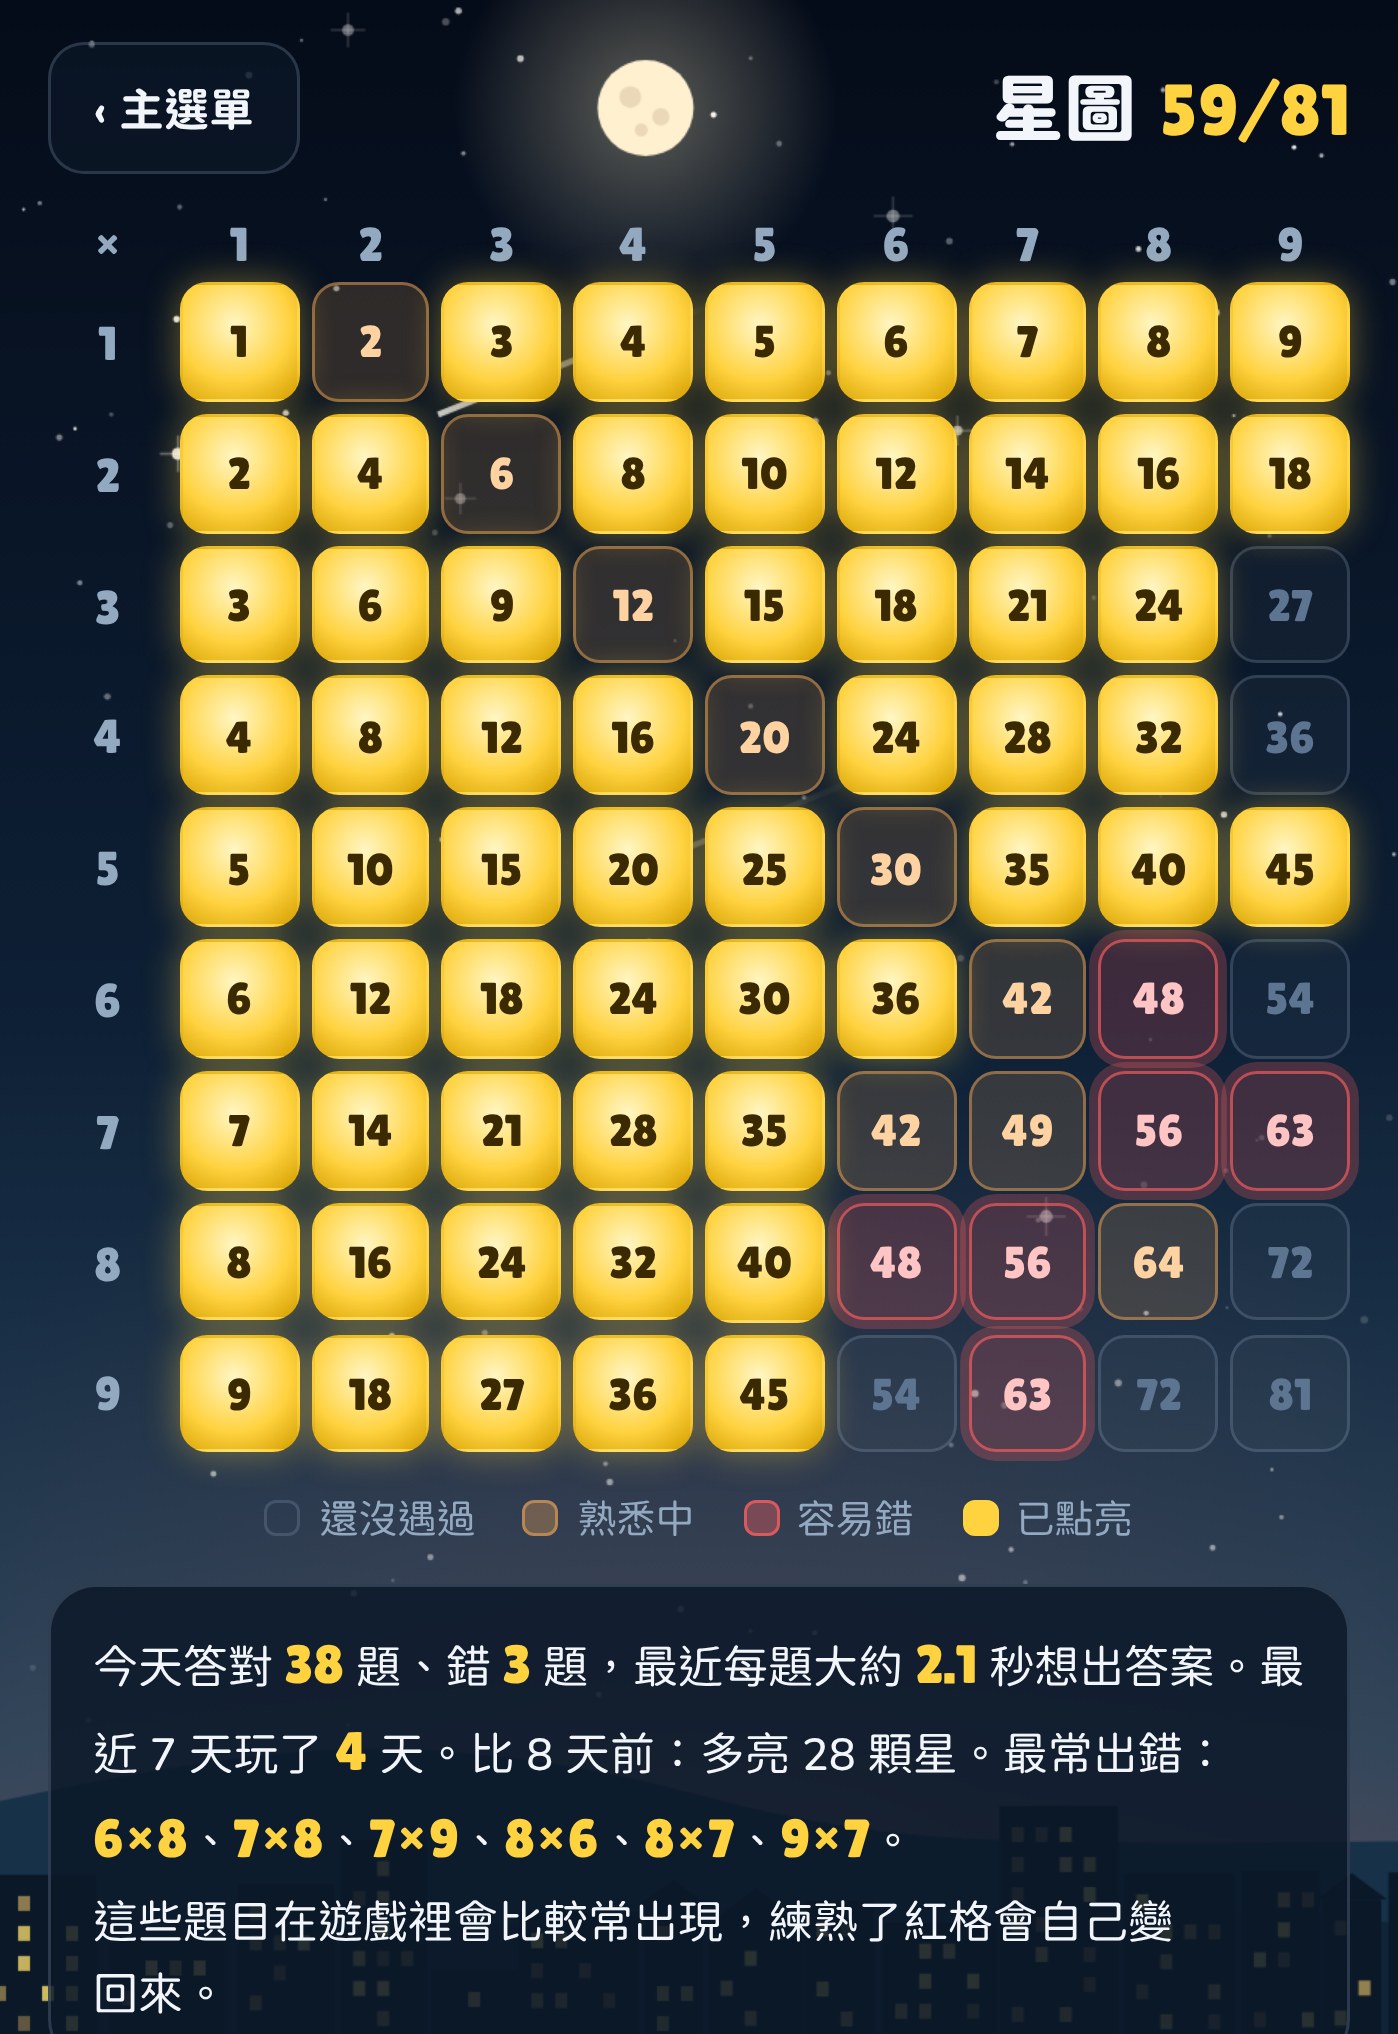 ‹ 主選單
星圖 59/81
× 1 2 3 4 5 6 7 8 9
1 1 2 3 4 5 6 7 8 9
2 2 4 6 8 10 12 14 16 18
3 3 6 9 12 15 18 21 24 27
4 4 8 12 16 20 24 28 32 36
5 5 10 15 20 25 30 35 40 45
6 6 12 18 24 30 36 42 48 54
7 7 14 21 28 35 42 49 56 63
8 8 16 24 32 40 48 56 64 72
9 9 18 27 36 45 54 63 72 81
還沒遇過 熟悉中 容易錯 已點亮
今天答對 38 題、錯 3 題，最近每題大約 2.1 秒想出答案。最
近 7 天玩了 4 天。比 8 天前：多亮 28 顆星。最常出錯：
6×8、7×8、7×9、8×6、8×7、9×7。
這些題目在遊戲裡會比較常出現，練熟了紅格會自己變
回來。